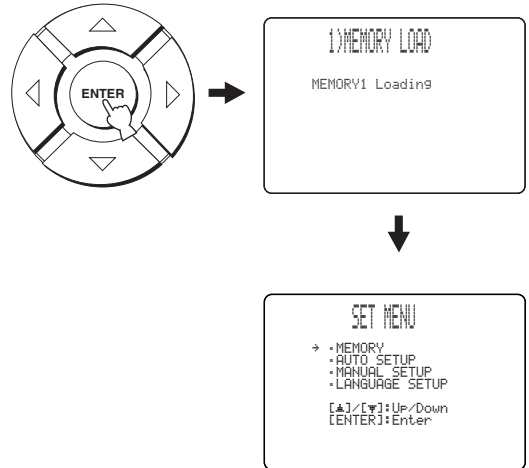 ENTER
1)MEMORY LOAD
MEMORY1 Loading
SET MENU
→ ・MEMORY
・AUTO SETUP
・MANUAL SETUP
・LANGUAGE SETUP
[▲]/[▼]:Up/Down
[ENTER]:Enter